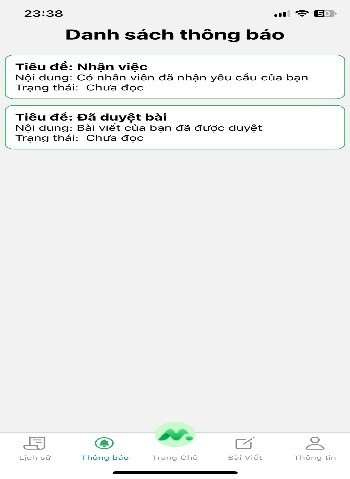 23:38
50
Danh sách thông báo
Tiêu đề: Nhận việc
Nội dung: Có nhân viên đã nhận yêu cầu của bạn
Trạng thái: Chưa đọc
Tiêu đề: Đã duyệt bài
Nội dung: Bài viết của bạn đã được duyệt
Trạng thái: Chưa đọc
Lịch sử Thông báo Trang Chủ Bài Viết Thông tin